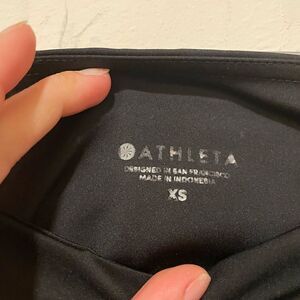 ATHLETA
DESIGNED IN SAN FRANCISCO
MADE IN INDONESIA
XS